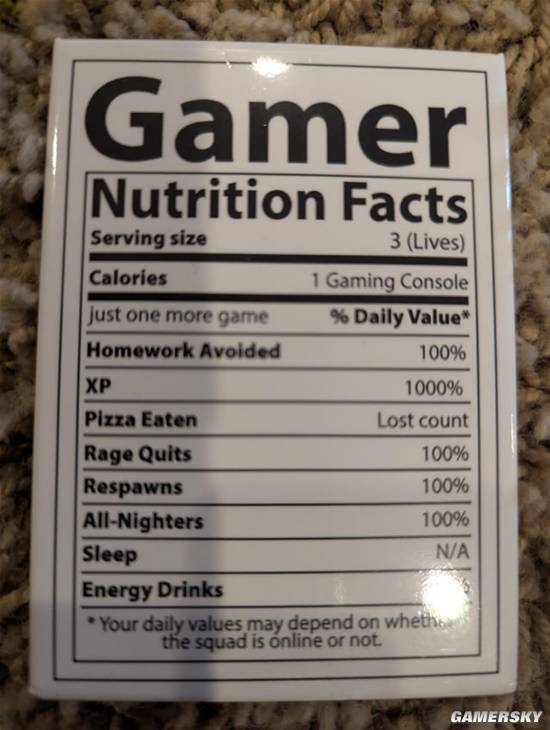 Gamer
Nutrition Facts
Serving size 3 (Lives)
Calories 1 Gaming Console
just one more game % Daily Value*
Homework Avoided 100%
XP 1000%
Pizza Eaten Lost count
Rage Quits 100%
Respawns 100%
All-Nighters 100%
Sleep N/A
Energy Drinks
* Your daily values may depend on whether
the squad is online or not.
GAMERSKY